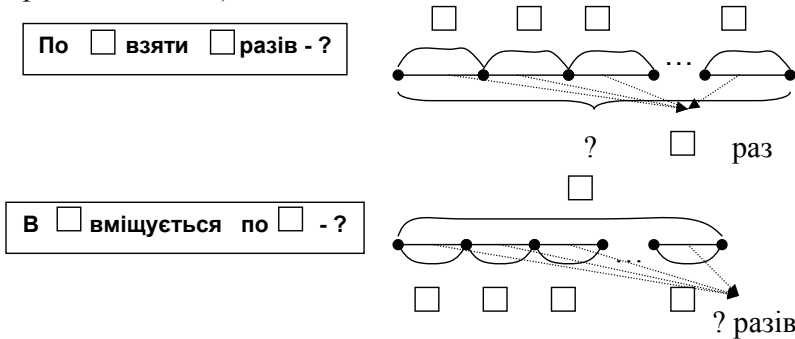 По □ взяти □ разів - ?
...
? □ раз
В □ вміщується по □ - ?
...
? разів